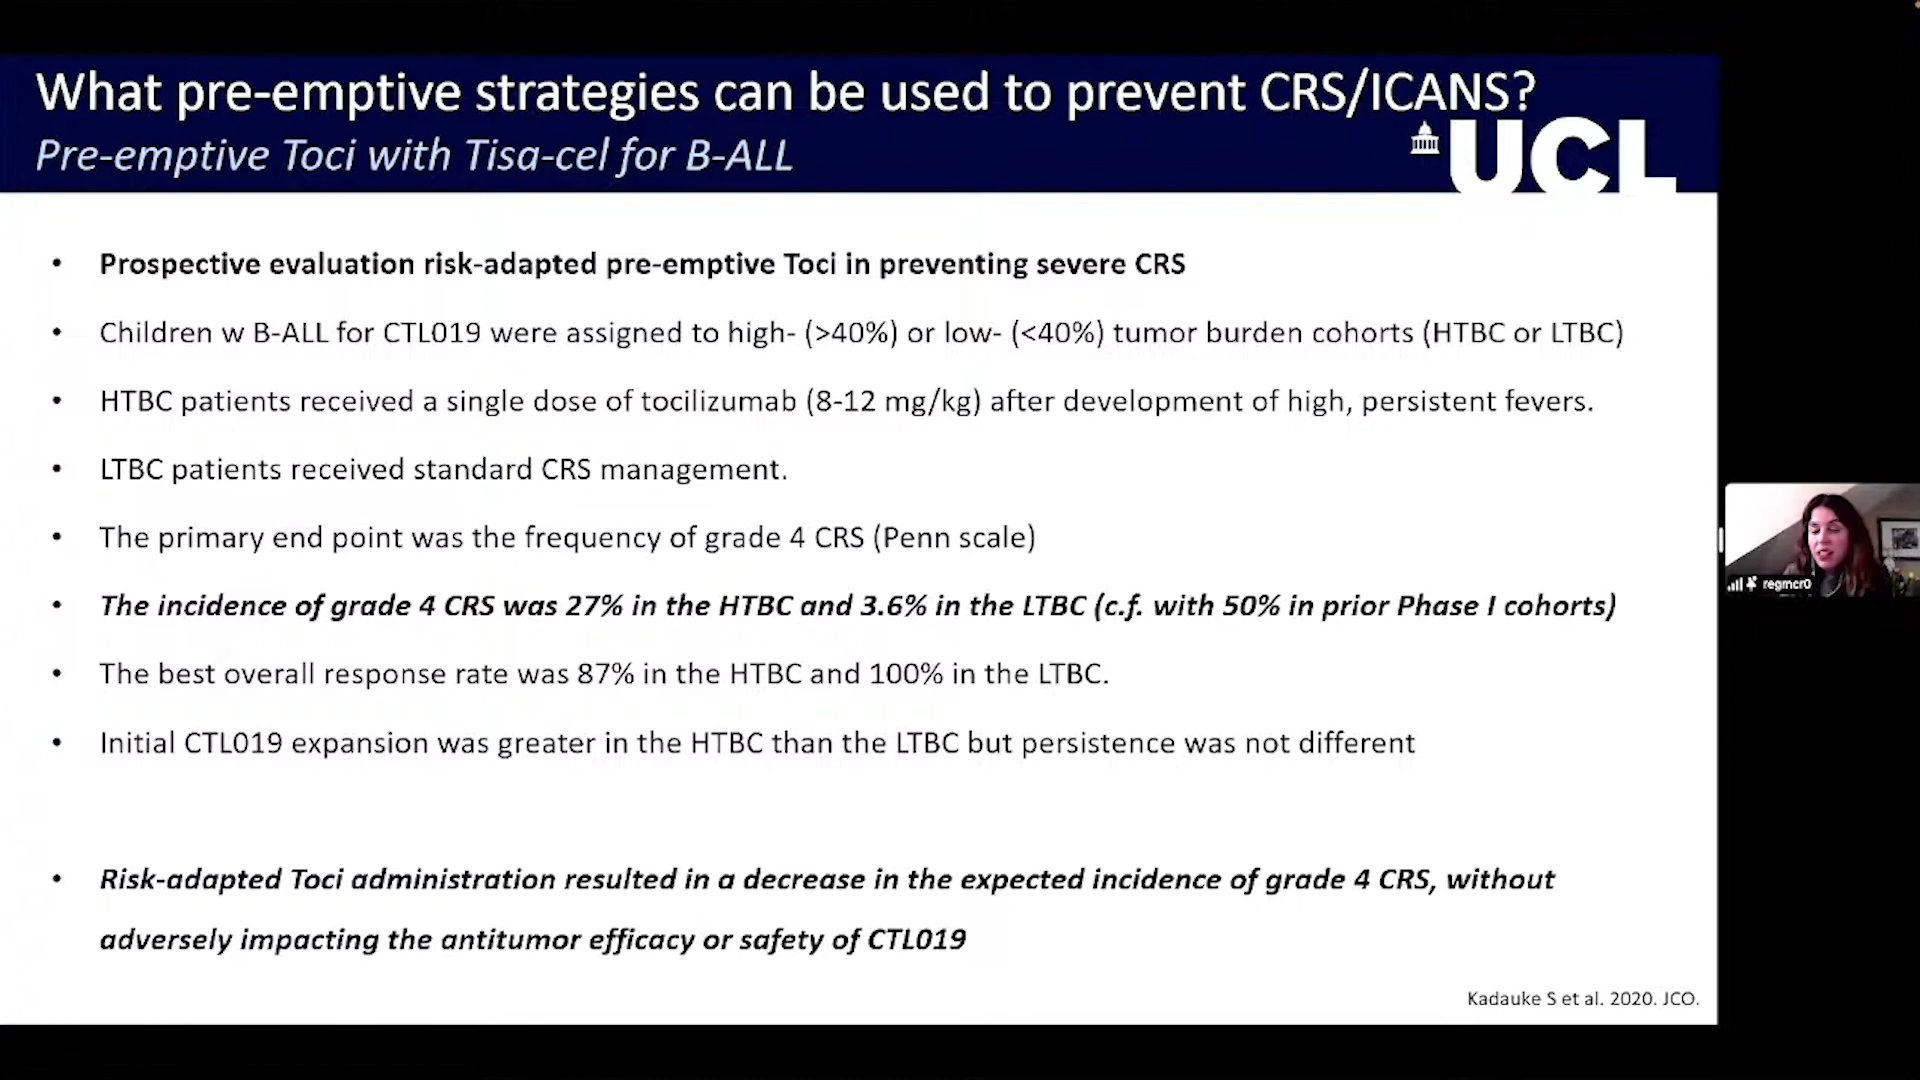 What pre-emptive strategies can be used to prevent CRS/ICANS?
Pre-emptive Toci with Tisa-cel for B-ALL
UCL
• Prospective evaluation risk-adapted pre-emptive Toci in preventing severe CRS
• Children w B-ALL for CTL019 were assigned to high- (>40%) or low- (<40%) tumor burden cohorts (HTBC or LTBC)
• HTBC patients received a single dose of tocilizumab (8-12 mg/kg) after development of high, persistent fevers.
• LTBC patients received standard CRS management.
• The primary end point was the frequency of grade 4 CRS (Penn scale)
• The incidence of grade 4 CRS was 27% in the HTBC and 3.6% in the LTBC (c.f. with 50% in prior Phase I cohorts)
• The best overall response rate was 87% in the HTBC and 100% in the LTBC.
• Initial CTL019 expansion was greater in the HTBC than the LTBC but persistence was not different
• Risk-adapted Toci administration resulted in a decrease in the expected incidence of grade 4 CRS, without
adversely impacting the antitumor efficacy or safety of CTL019
Kadauke S et al. 2020. JCO.
regmcr0